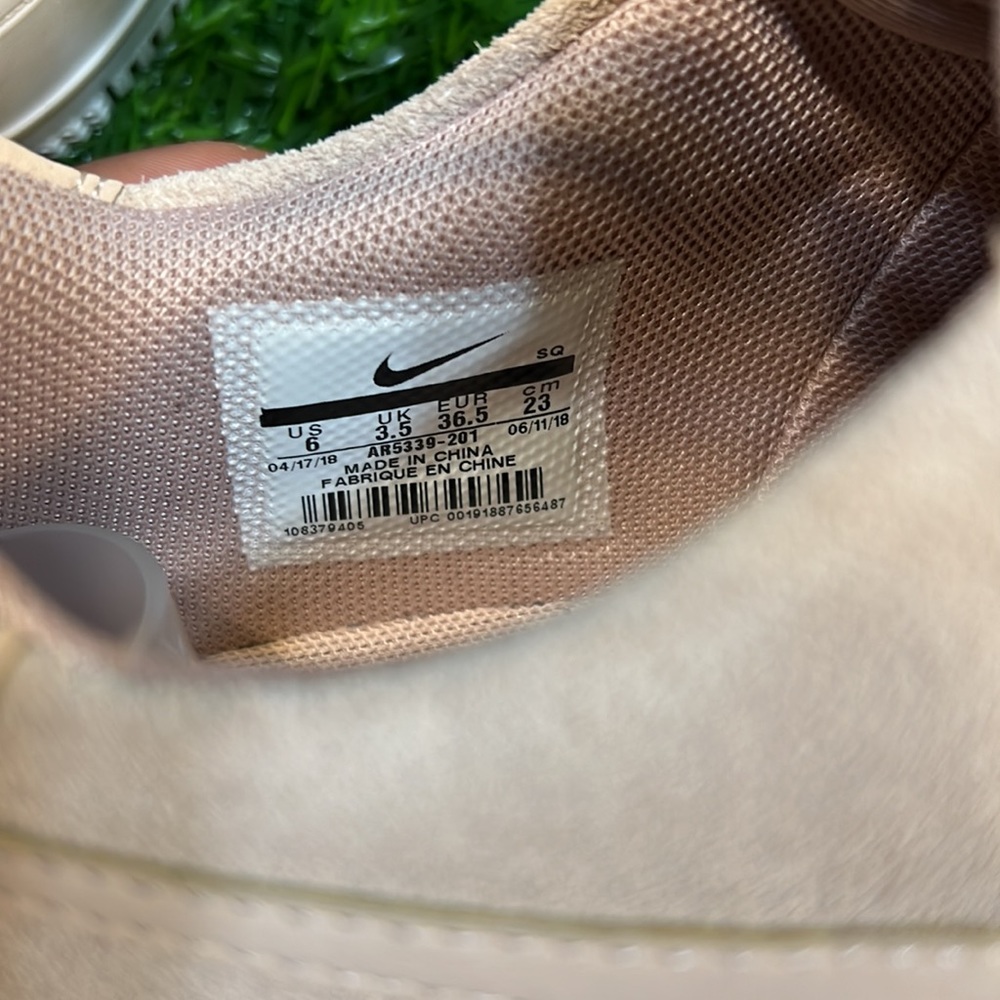 SQ
US UK EUR cm
6 3.5 36.5 23
04/17/18 AR5339-201 06/11/18
MADE IN CHINA
FABRIQUE EN CHINE
108379405 UPC 00191887656487